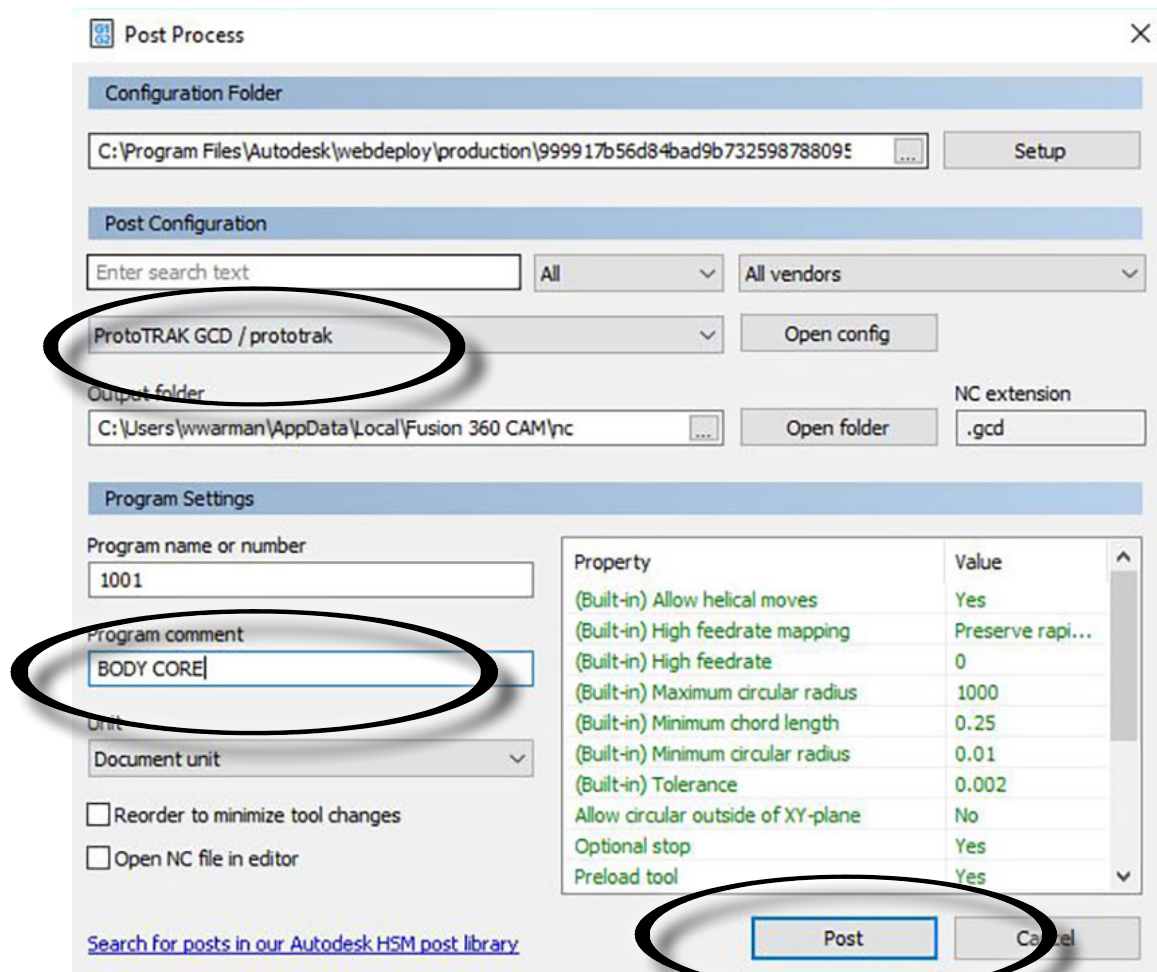 Post Process
Configuration Folder
C:\Program Files\Autodesk\webdeploy\production\999917b56d84bad9b732598788095 ... Setup
Post Configuration
Enter search text All All vendors
ProtoTRAK GCD / prototrak Open config
Output folder NC extension
C:\Users\wwarman\AppData\Local\Fusion 360 CAM\nc ... Open folder .gcd
Program Settings
Program name or number
1001
Program comment
BODY CORE
Unit
Document unit
Reorder to minimize tool changes
Open NC file in editor
Search for posts in our Autodesk HSM post library
Property Value
(Built-in) Allow helical moves Yes
(Built-in) High feedrate mapping Preserve rapi...
(Built-in) High feedrate 0
(Built-in) Maximum circular radius 1000
(Built-in) Minimum chord length 0.25
(Built-in) Minimum circular radius 0.01
(Built-in) Tolerance 0.002
Allow circular outside of XY-plane No
Optional stop Yes
Preload tool Yes
Post Cancel